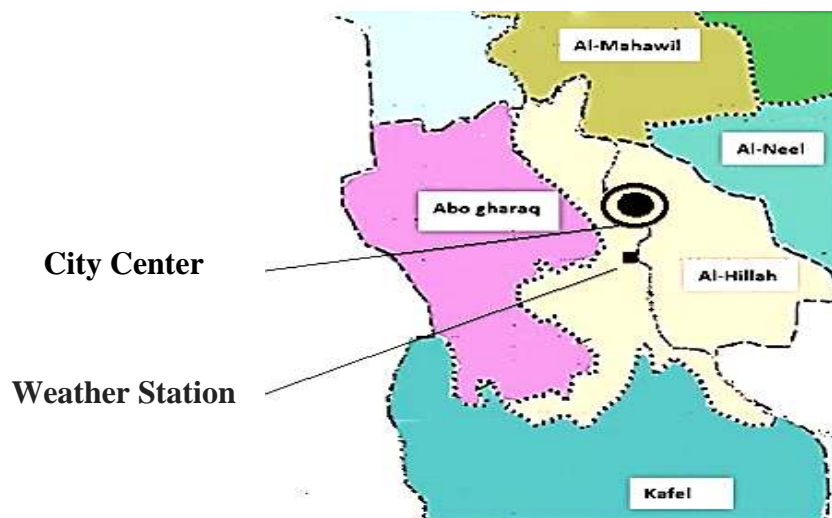 Al-Mahawil
Al-Neel
Abo gharaq
City Center
Al-Hillah
Weather Station
Kafel